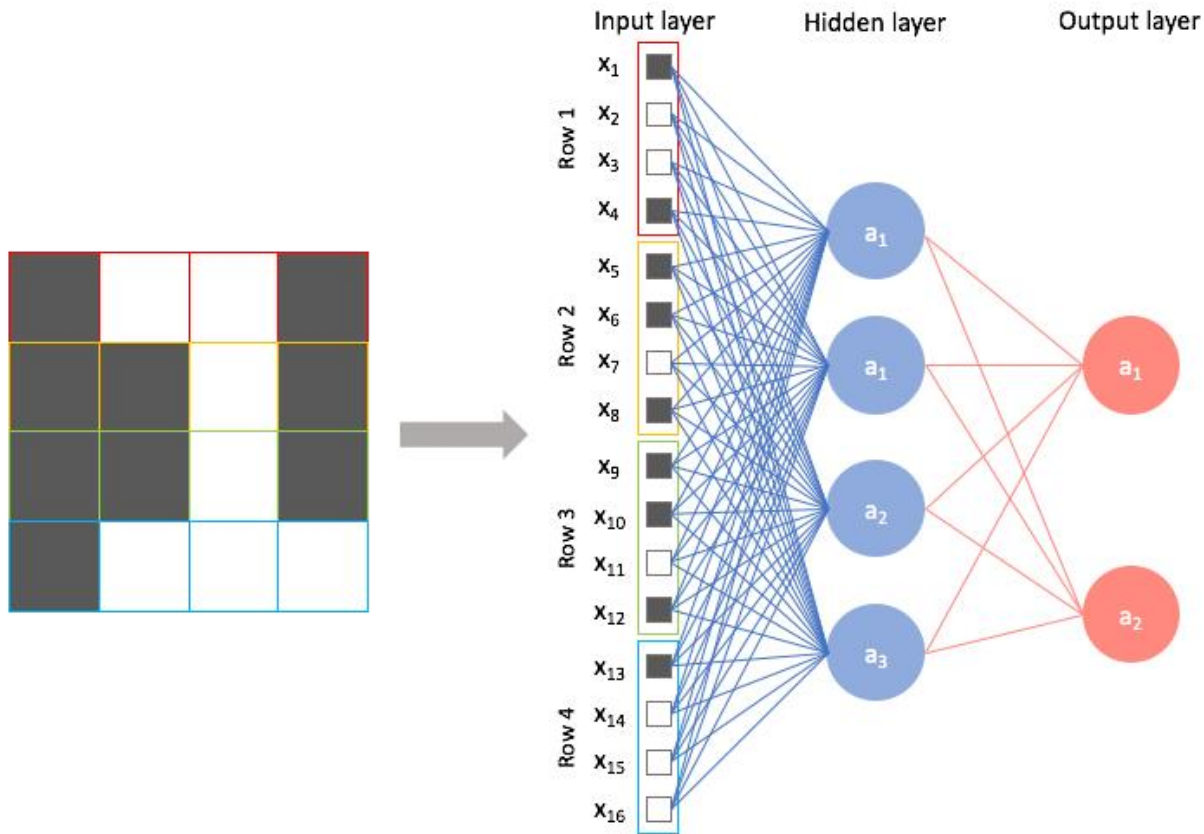 Input layer
Hidden layer
Output layer
Row 1
x₁
x₂
x₃
x₄
Row 2
x₅
x₆
x₇
x₈
Row 3
x₉
x₁₀
x₁₁
x₁₂
Row 4
x₁₃
x₁₄
x₁₅
x₁₆
a₁
a₁
a₂
a₃
a₁
a₂